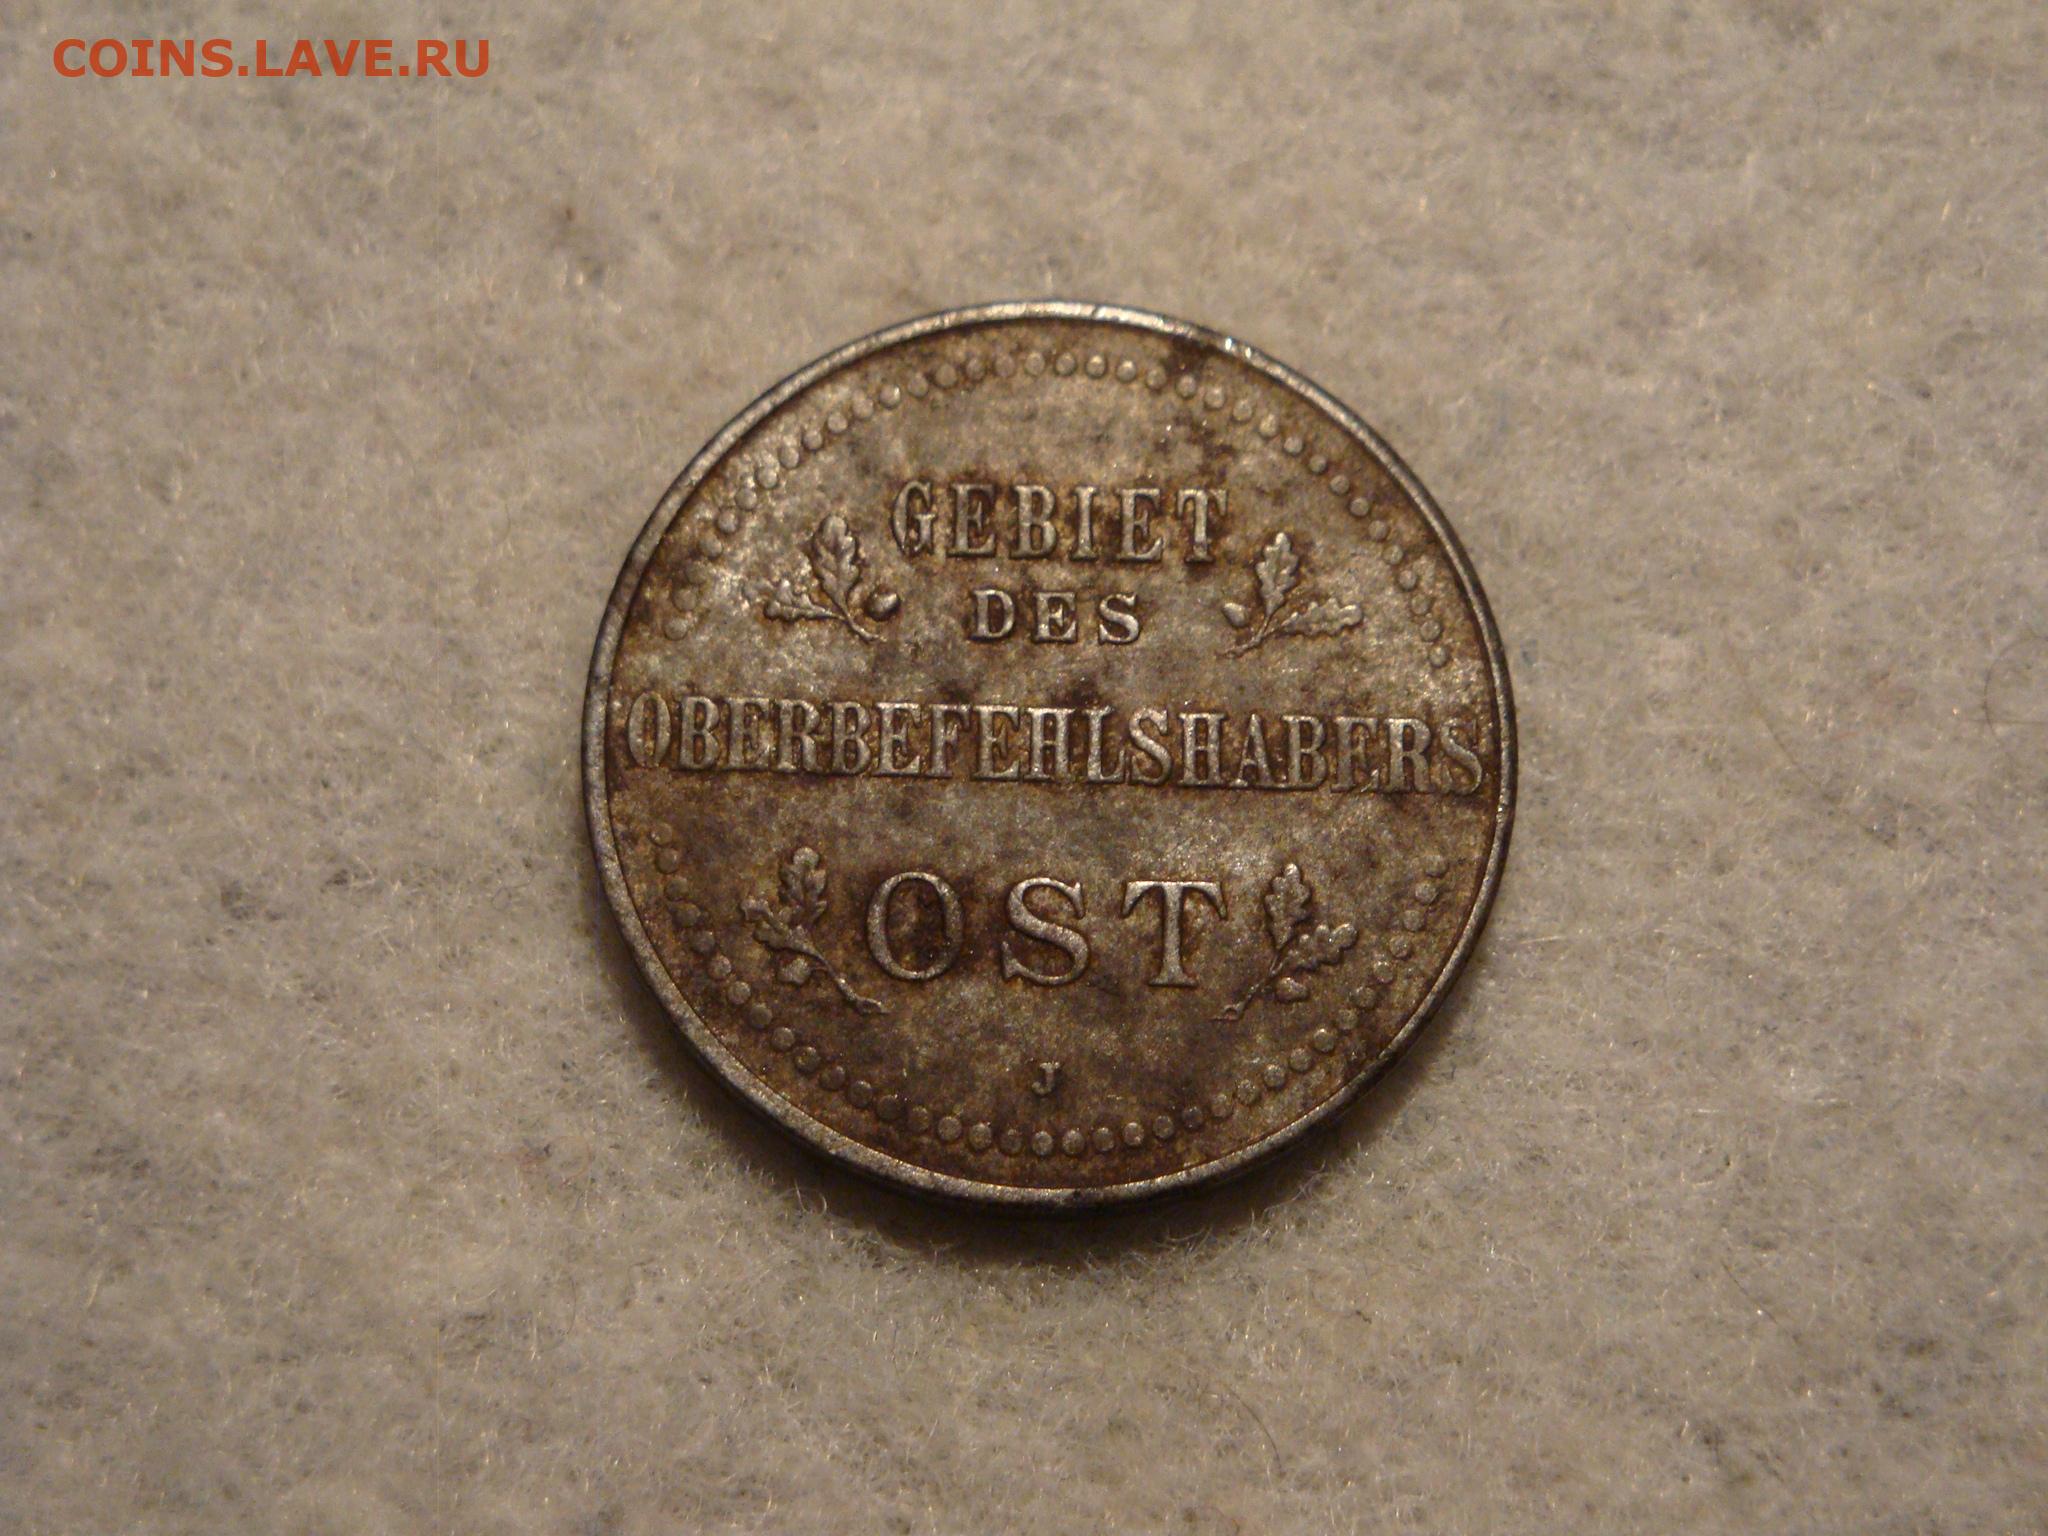 COINS.LAVE.RU
GEBIET
DES
OBERBEFEHLSHABERS
OST
J